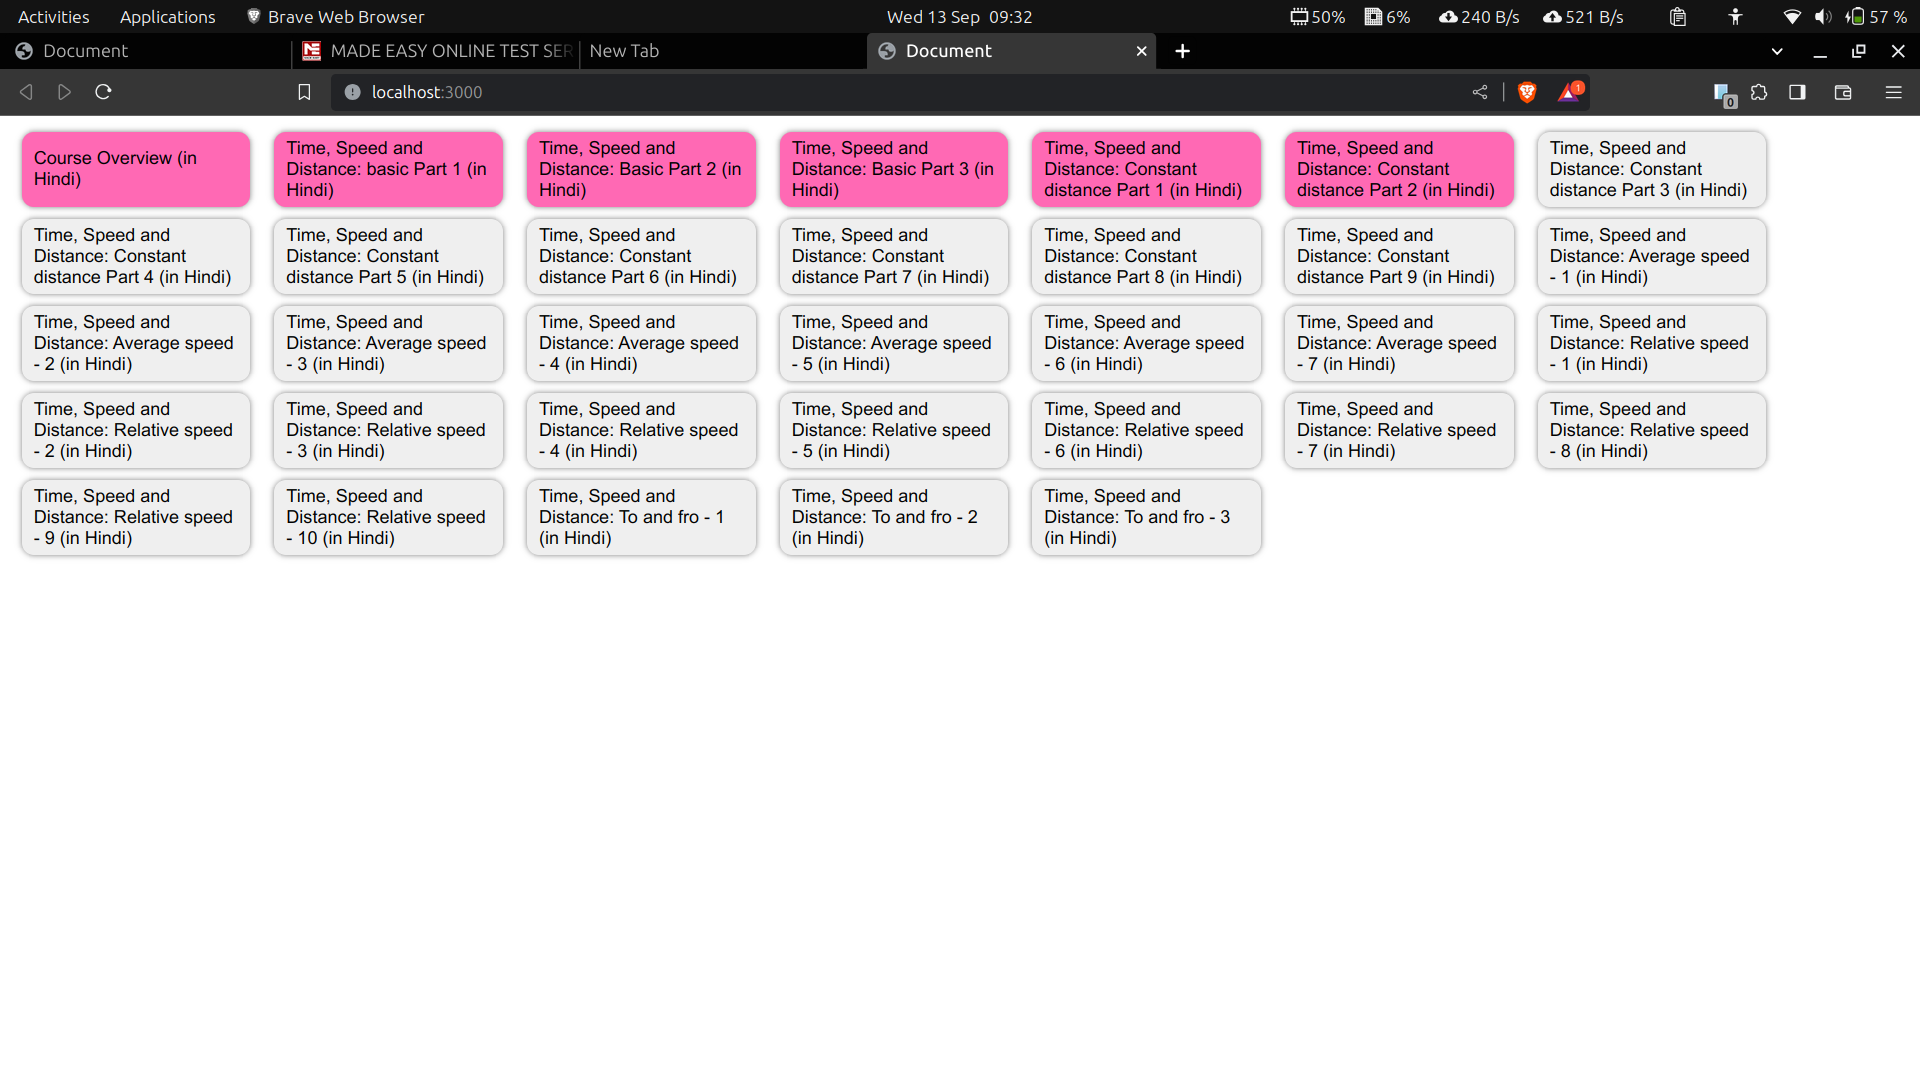 Activities Applications Brave Web Browser Wed 13 Sep 09:32 50% 6% 240 B/s 521 B/s 57 %
Document MADE EASY ONLINE TEST SER New Tab Document
localhost:3000 1 0
Course Overview (in
Hindi)
Time, Speed and
Distance: basic Part 1 (in
Hindi)
Time, Speed and
Distance: Basic Part 2 (in
Hindi)
Time, Speed and
Distance: Basic Part 3 (in
Hindi)
Time, Speed and
Distance: Constant
distance Part 1 (in Hindi)
Time, Speed and
Distance: Constant
distance Part 2 (in Hindi)
Time, Speed and
Distance: Constant
distance Part 3 (in Hindi)
Time, Speed and
Distance: Constant
distance Part 4 (in Hindi)
Time, Speed and
Distance: Constant
distance Part 5 (in Hindi)
Time, Speed and
Distance: Constant
distance Part 6 (in Hindi)
Time, Speed and
Distance: Constant
distance Part 7 (in Hindi)
Time, Speed and
Distance: Constant
distance Part 8 (in Hindi)
Time, Speed and
Distance: Constant
distance Part 9 (in Hindi)
Time, Speed and
Distance: Average speed
- 1 (in Hindi)
Time, Speed and
Distance: Average speed
- 2 (in Hindi)
Time, Speed and
Distance: Average speed
- 3 (in Hindi)
Time, Speed and
Distance: Average speed
- 4 (in Hindi)
Time, Speed and
Distance: Average speed
- 5 (in Hindi)
Time, Speed and
Distance: Average speed
- 6 (in Hindi)
Time, Speed and
Distance: Average speed
- 7 (in Hindi)
Time, Speed and
Distance: Relative speed
- 1 (in Hindi)
Time, Speed and
Distance: Relative speed
- 2 (in Hindi)
Time, Speed and
Distance: Relative speed
- 3 (in Hindi)
Time, Speed and
Distance: Relative speed
- 4 (in Hindi)
Time, Speed and
Distance: Relative speed
- 5 (in Hindi)
Time, Speed and
Distance: Relative speed
- 6 (in Hindi)
Time, Speed and
Distance: Relative speed
- 7 (in Hindi)
Time, Speed and
Distance: Relative speed
- 8 (in Hindi)
Time, Speed and
Distance: Relative speed
- 9 (in Hindi)
Time, Speed and
Distance: Relative speed
- 10 (in Hindi)
Time, Speed and
Distance: To and fro - 1
(in Hindi)
Time, Speed and
Distance: To and fro - 2
(in Hindi)
Time, Speed and
Distance: To and fro - 3
(in Hindi)